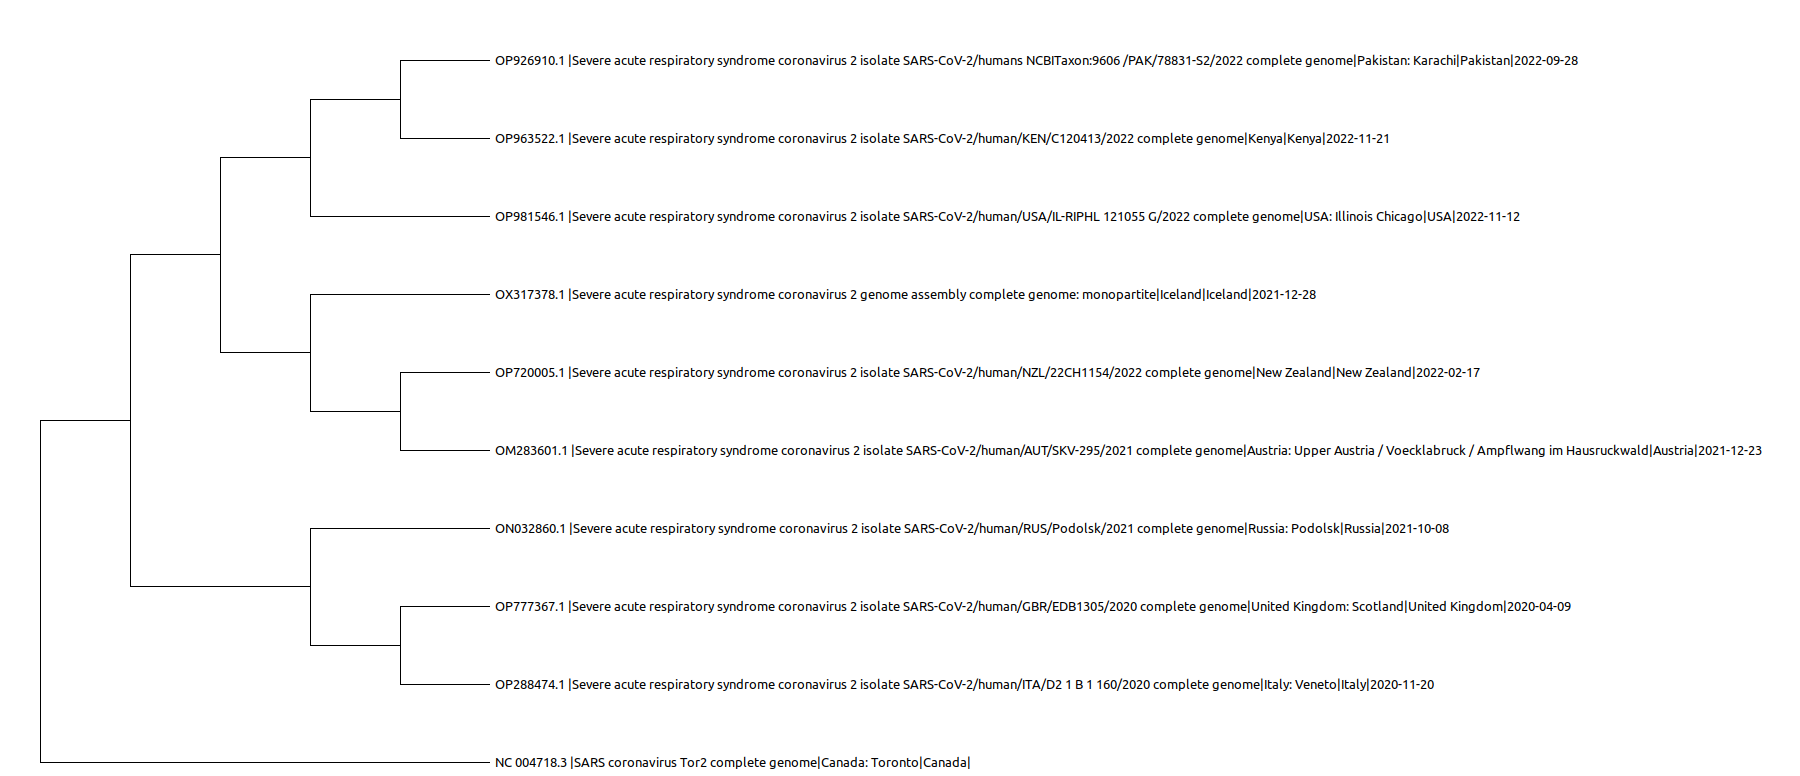 OP926910.1 |Severe acute respiratory syndrome coronavirus 2 isolate SARS-CoV-2/humans NCBITaxon:9606 /PAK/78831-S2/2022 complete genome|Pakistan: Karachi|Pakistan|2022-09-28
OP963522.1 |Severe acute respiratory syndrome coronavirus 2 isolate SARS-CoV-2/human/KEN/C120413/2022 complete genome|Kenya|Kenya|2022-11-21
OP981546.1 |Severe acute respiratory syndrome coronavirus 2 isolate SARS-CoV-2/human/USA/IL-RIPHL 121055 G/2022 complete genome|USA: Illinois Chicago|USA|2022-11-12
OX317378.1 |Severe acute respiratory syndrome coronavirus 2 genome assembly complete genome: monopartite|Iceland|Iceland|2021-12-28
OP720005.1 |Severe acute respiratory syndrome coronavirus 2 isolate SARS-CoV-2/human/NZL/22CH1154/2022 complete genome|New Zealand|New Zealand|2022-02-17
OM283601.1 |Severe acute respiratory syndrome coronavirus 2 isolate SARS-CoV-2/human/AUT/SKV-295/2021 complete genome|Austria: Upper Austria / Voecklabruck / Ampflwang im Hausruckwald|Austria|2021-12-23
ON032860.1 |Severe acute respiratory syndrome coronavirus 2 isolate SARS-CoV-2/human/RUS/Podolsk/2021 complete genome|Russia: Podolsk|Russia|2021-10-08
OP777367.1 |Severe acute respiratory syndrome coronavirus 2 isolate SARS-CoV-2/human/GBR/EDB1305/2020 complete genome|United Kingdom: Scotland|United Kingdom|2020-04-09
OP288474.1 |Severe acute respiratory syndrome coronavirus 2 isolate SARS-CoV-2/human/ITA/D2 1 B 1 160/2020 complete genome|Italy: Veneto|Italy|2020-11-20
NC 004718.3 |SARS coronavirus Tor2 complete genome|Canada: Toronto|Canada|